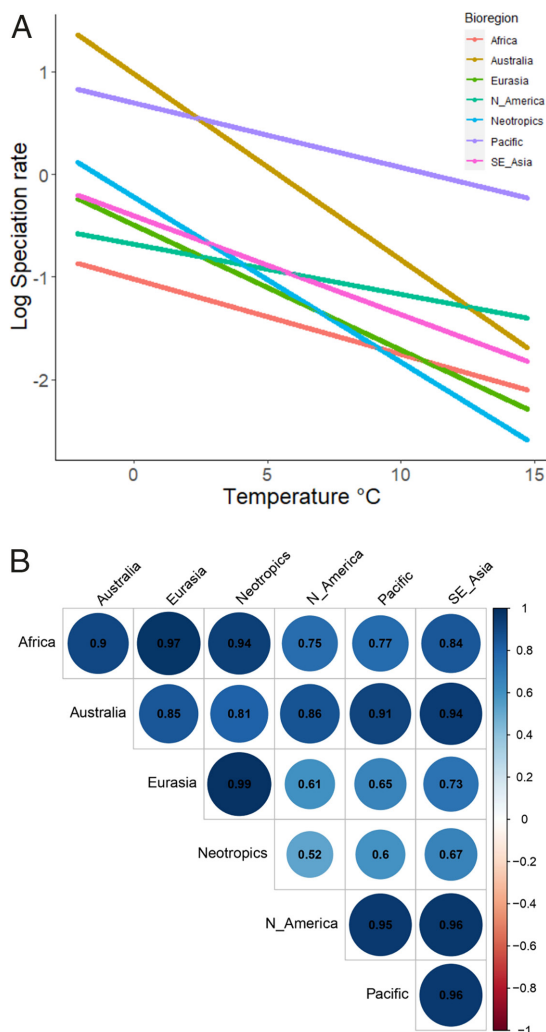 A
Log Speciation rate
1
0
-1
-2
0
5
10
15
Temperature °C
Bioregion
Africa
Australia
Eurasia
N_America
Neotropics
Pacific
SE_Asia
B
Australia
Eurasia
Neotropics
N_America
Pacific
SE_Asia
Africa
0.9
0.97
0.94
0.75
0.77
0.84
Australia
0.85
0.81
0.86
0.91
0.94
Eurasia
0.99
0.61
0.65
0.73
Neotropics
0.52
0.6
0.67
N_America
0.95
0.96
Pacific
0.96
1
0.8
0.6
0.4
0.2
0
−0.2
−0.4
−0.6
−0.8
−1